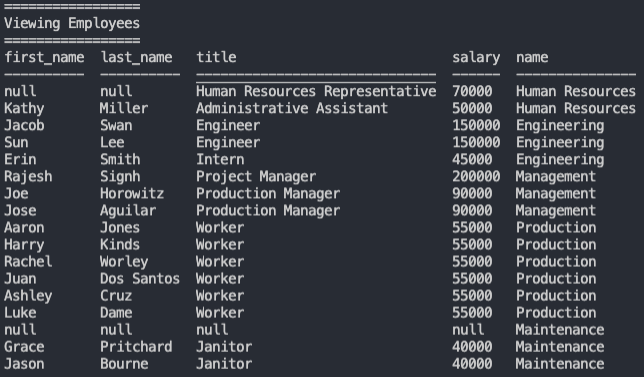 =================
Viewing Employees
=================
first_name  last_name   title                         salary  name
----------  ----------  ------------------------------  ------  ---------------
null        null        Human Resources Representative  70000   Human Resources
Kathy       Miller      Administrative Assistant        50000   Human Resources
Jacob       Swan        Engineer                        150000  Engineering
Sun         Lee         Engineer                        150000  Engineering
Erin        Smith       Intern                          45000   Engineering
Rajesh      Signh       Project Manager                 200000  Management
Joe         Horowitz    Production Manager              90000   Management
Jose        Aguilar     Production Manager              90000   Management
Aaron       Jones       Worker                          55000   Production
Harry       Kinds       Worker                          55000   Production
Rachel      Worley      Worker                          55000   Production
Juan        Dos Santos  Worker                          55000   Production
Ashley      Cruz        Worker                          55000   Production
Luke        Dame        Worker                          55000   Production
null        null        null                            null    Maintenance
Grace       Pritchard   Janitor                         40000   Maintenance
Jason       Bourne      Janitor                         40000   Maintenance